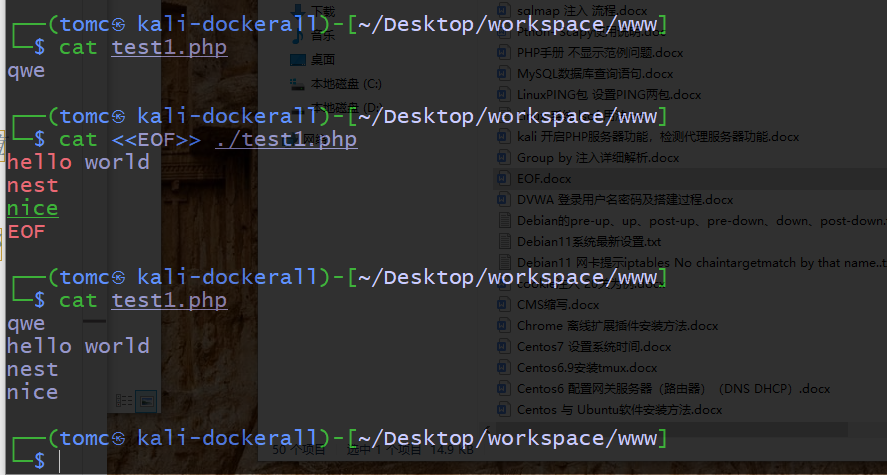 (tomc㉿ kali-dockerall)-[~/Desktop/workspace/www]
$ cat test1.php
qwe
(tomc㉿ kali-dockerall)-[~/Desktop/workspace/www]
$ cat <<EOF>> ./test1.php
hello world
nest
nice
EOF
(tomc㉿ kali-dockerall)-[~/Desktop/workspace/www]
$ cat test1.php
qwe
hello world
nest
nice
(tomc㉿ kali-dockerall)-[~/Desktop/workspace/www]
$
下载
音乐
桌面
本地磁盘 (C:)
本地磁盘 (D:)
sqlmap 注入 流程.docx
PHP手册 不显示范例问题.docx
MySQL数据库查询语句.docx
LinuxPING包 设置PING两包.docx
kali 开启PHP服务器功能，检测代理服务器功能.docx
Group by 注入详细解析.docx
EOF.docx
DVWA 登录用户名密码及搭建过程.docx
Debian的pre-up、up、post-up、pre-down、down、post-down.
Debian11系统最新设置.txt
Debian11 网卡提示iptables No chaintargetmatch by that name..t
CMS缩写.docx
Chrome 离线扩展插件安装方法.docx
Centos7 设置系统时间.docx
Centos6.9安装tmux.docx
Centos6 配置网关服务器（路由器）（DNS DHCP）.docx
Centos 与 Ubuntu软件安装方法.docx
50 个项目 选中 1 个项目 14.9 KB